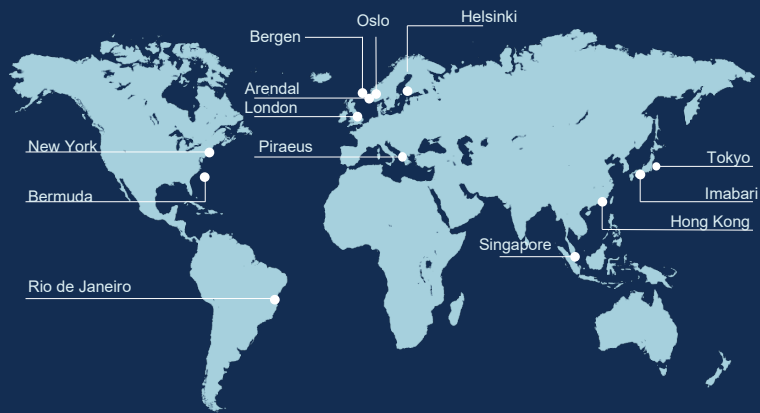 Oslo
Helsinki
Bergen
Arendal
London
New York
Piraeus
Tokyo
Bermuda
Imabari
Hong Kong
Singapore
Rio de Janeiro